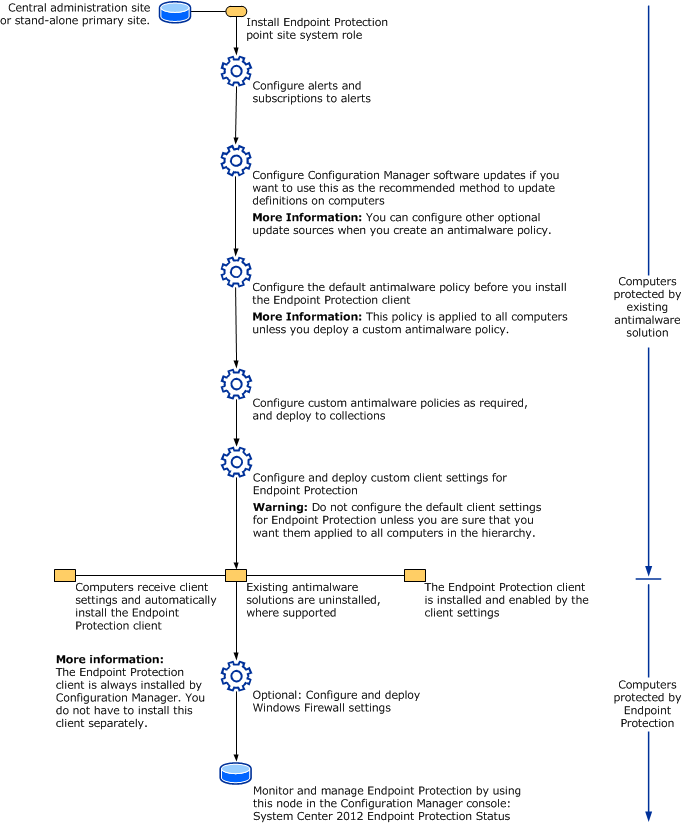 Central administration site
or stand-alone primary site.
Install Endpoint Protection
point site system role
Configure alerts and
subscriptions to alerts
Configure Configuration Manager software updates if you
want to use this as the recommended method to update
definitions on computers
More Information: You can configure other optional
update sources when you create an antimalware policy.
Configure the default antimalware policy before you install
the Endpoint Protection client
More Information: This policy is applied to all computers
unless you deploy a custom antimalware policy.
Computers
protected by
existing
antimalware
solution
Configure custom antimalware policies as required,
and deploy to collections
Configure and deploy custom client settings for
Endpoint Protection
Warning: Do not configure the default client settings
for Endpoint Protection unless you are sure that you
want them applied to all computers in the hierarchy.
Computers receive client
settings and automatically
install the Endpoint
Protection client
Existing antimalware
solutions are uninstalled,
where supported
The Endpoint Protection client
is installed and enabled by the
client settings
More information:
The Endpoint Protection
client is always installed by
Configuration Manager. You
do not have to install this
client separately.
Optional: Configure and deploy
Windows Firewall settings
Computers
protected by
Endpoint
Protection
Monitor and manage Endpoint Protection by using
this node in the Configuration Manager console:
System Center 2012 Endpoint Protection Status